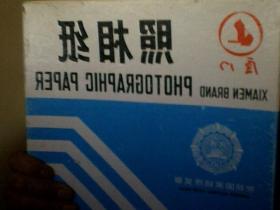 厦门
照相纸
XIAMEN BRAND PHOTOGRAPHIC PAPER